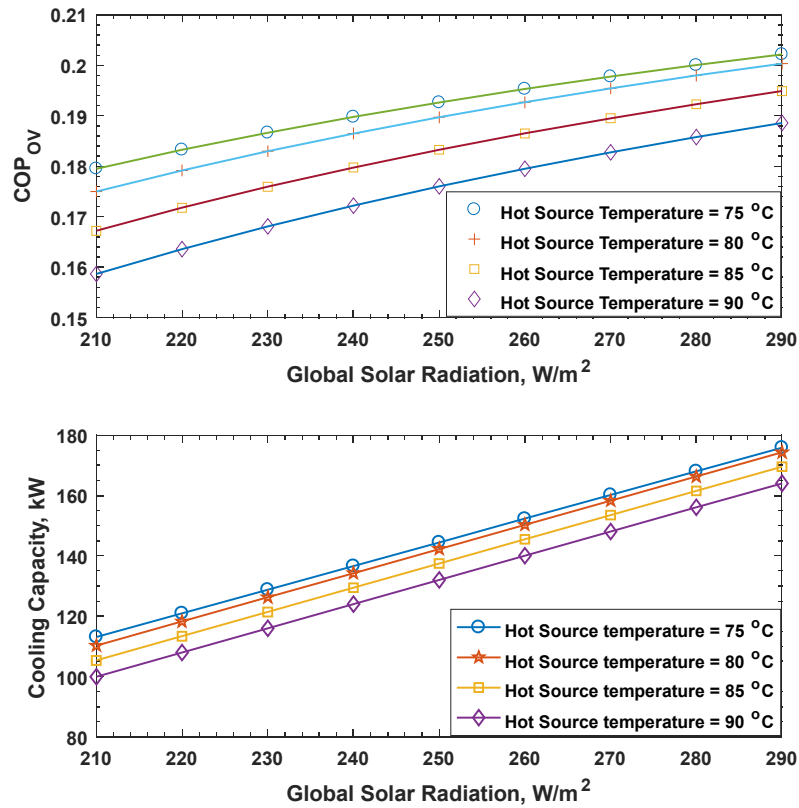 0.21
0.2
0.19
0.18
0.17
0.16
0.15
COP_OV
Hot Source Temperature = 75 °C
Hot Source Temperature = 80 °C
Hot Source Temperature = 85 °C
Hot Source Temperature = 90 °C
210 220 230 240 250 260 270 280 290
Global Solar Radiation, W/m²
180
160
140
120
100
80
Cooling Capacity, kW
Hot Source temperature = 75 °C
Hot Source temperature = 80 °C
Hot Source temperature = 85 °C
Hot Source temperature = 90 °C
210 220 230 240 250 260 270 280 290
Global Solar Radiation, W/m²